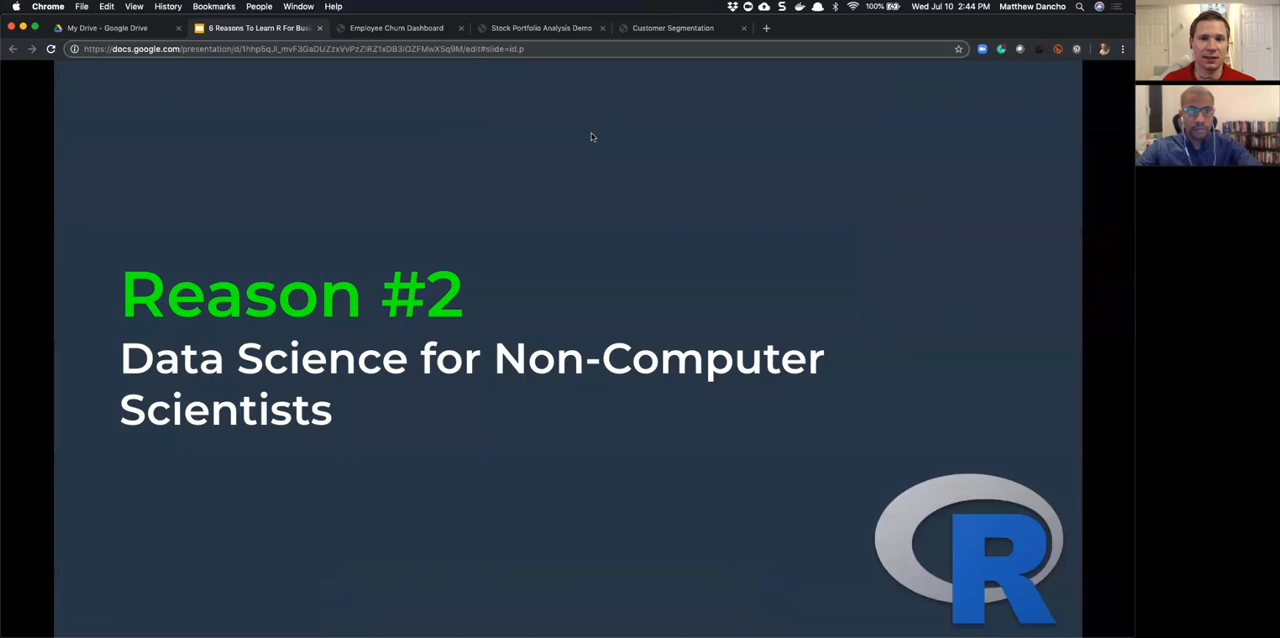 Chrome File Edit View History Bookmarks People Window Help 100% Wed Jul 10 2:44 PM Matthew Dancho
My Drive - Google Drive 6 Reasons To Learn R For Bus Employee Churn Dashboard Stock Portfolio Analysis Demo Customer Segmentation
Reason #2
Data Science for Non-Computer
Scientists
R